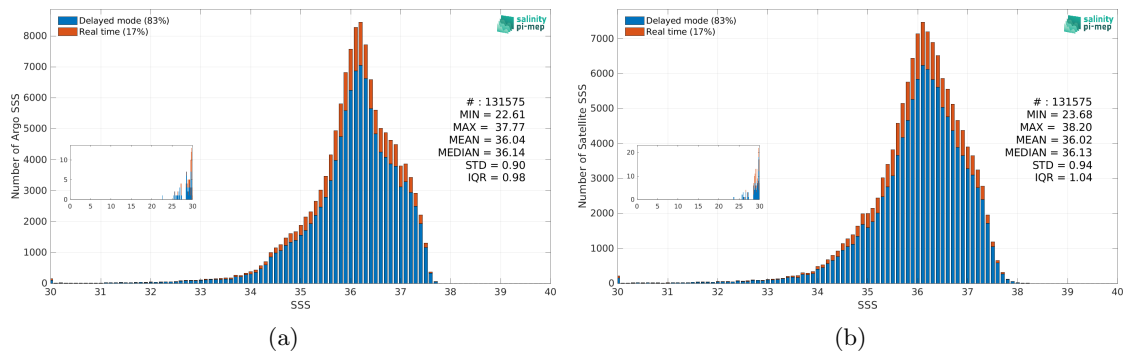 Delayed mode (83%)
Real time (17%)
salinity
pi-mep
8000
7000
6000
5000
4000
3000
2000
1000
0
Number of Argo SSS
# : 131575
MIN = 22.61
MAX = 37.77
MEAN = 36.04
MEDIAN = 36.14
STD = 0.90
IQR = 0.98
10
5
0
0 5 10 15 20 25 30
30 31 32 33 34 35 36 37 38 39 40
SSS
(a)
Delayed mode (83%)
Real time (17%)
salinity
pi-mep
7000
6000
5000
4000
3000
2000
1000
0
Number of Satellite SSS
# : 131575
MIN = 23.68
MAX = 38.20
MEAN = 36.02
MEDIAN = 36.13
STD = 0.94
IQR = 1.04
20
10
0
0 5 10 15 20 25 30
30 31 32 33 34 35 36 37 38 39 40
SSS
(b)